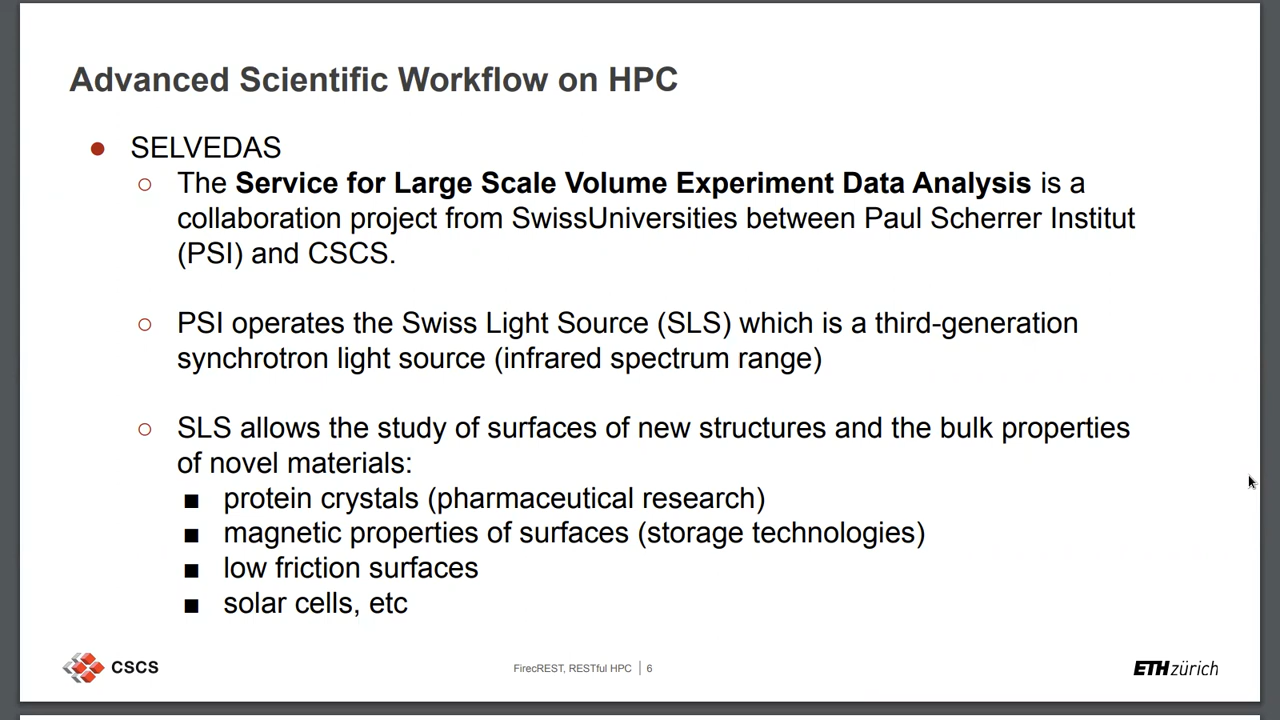 Advanced Scientific Workflow on HPC
● SELVEDAS
○ The Service for Large Scale Volume Experiment Data Analysis is a
collaboration project from SwissUniversities between Paul Scherrer Institut
(PSI) and CSCS.
○ PSI operates the Swiss Light Source (SLS) which is a third-generation
synchrotron light source (infrared spectrum range)
○ SLS allows the study of surfaces of new structures and the bulk properties
of novel materials:
■ protein crystals (pharmaceutical research)
■ magnetic properties of surfaces (storage technologies)
■ low friction surfaces
■ solar cells, etc
CSCS
FirecREST, RESTful HPC | 6
ETH zürich